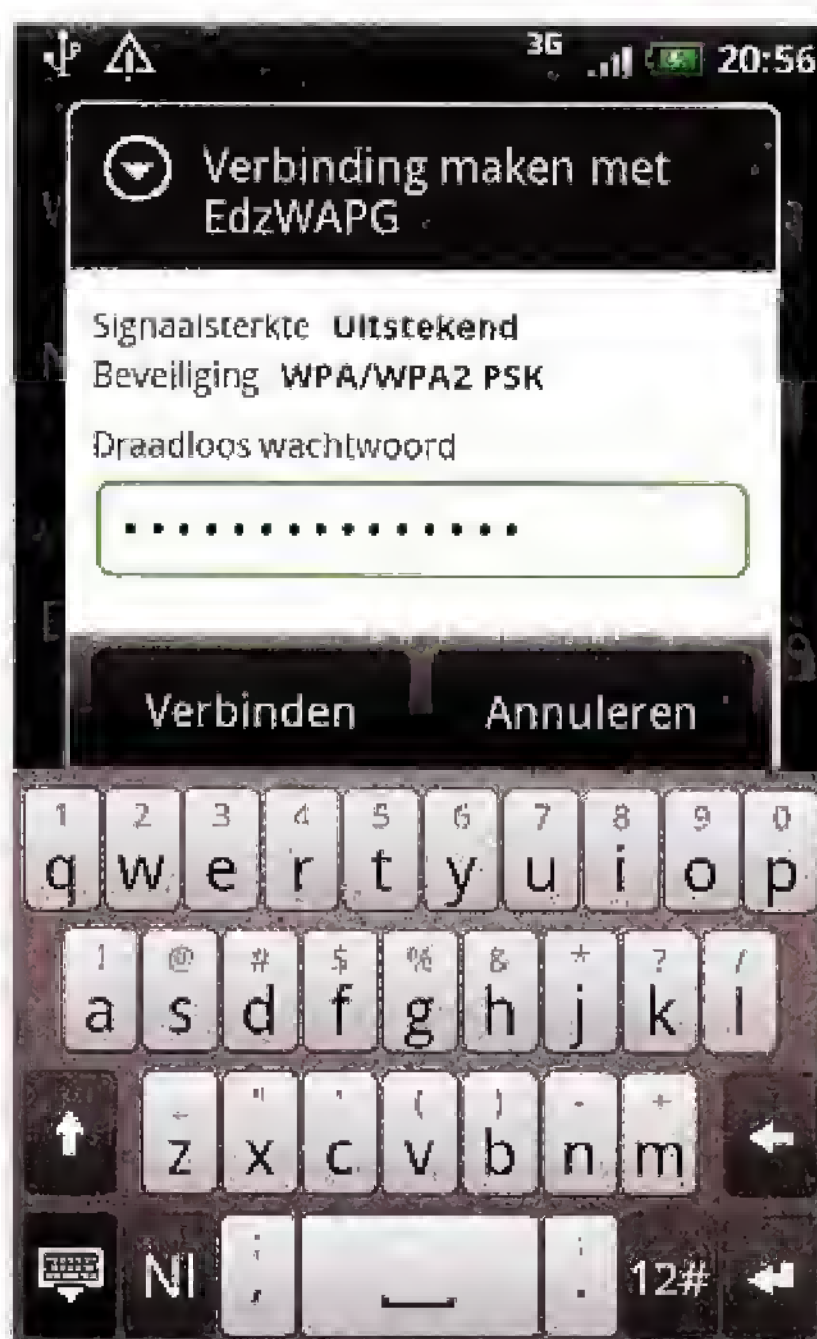 3G 20:56
Verbinding maken met
EdzWAPG
Signaalsterkte Uitstekend
Beveiliging WPA/WPA2 PSK
Draadloos wachtwoord
•••••••••••••••
Verbinden Annuleren
1 2 3 4 5 6 7 8 9 0
q w e r t y u i o p
! @ # $ % & * ? /
a s d f g h j k l
_ " ' ( ) - +
z x c v b n m
Nl , . 12#